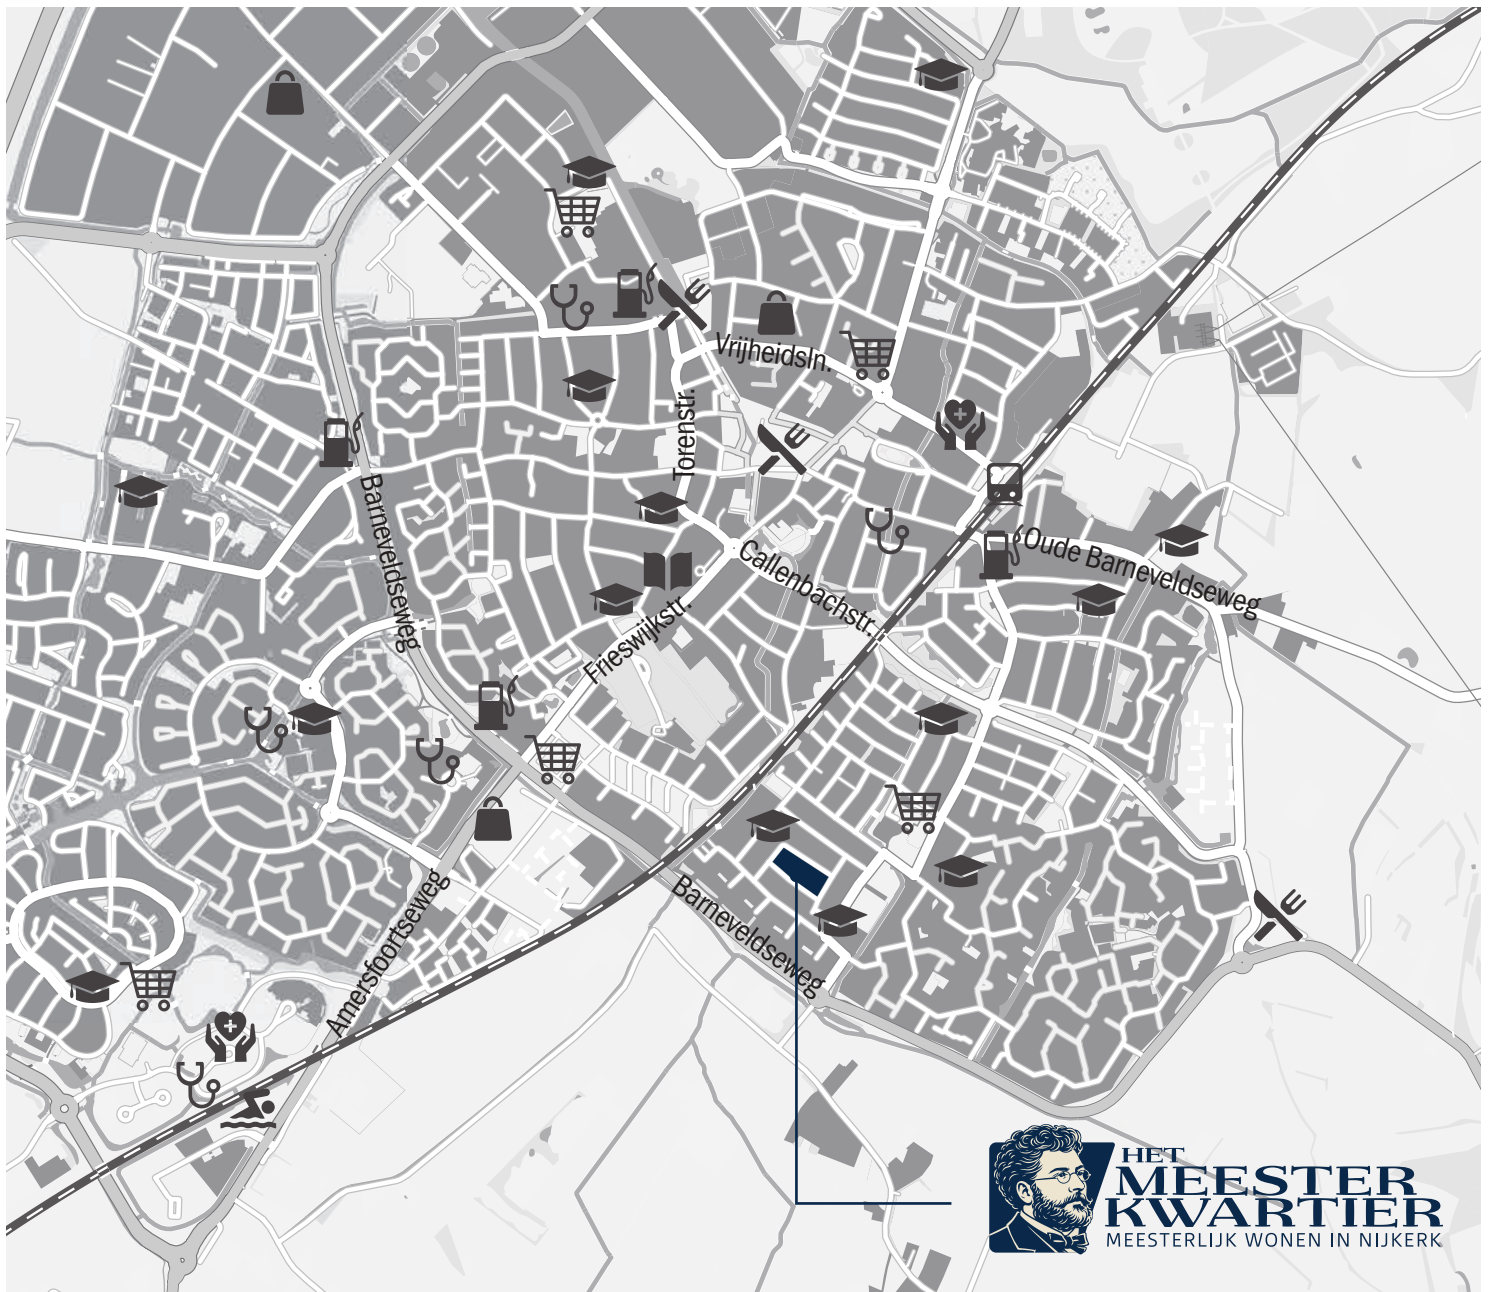 Vrijheidsln.
Torenstr.
Barneveldseweg
Oude Barneveldseweg
Callenbachstr.
Frieswijkstr.
Amersfoortseweg
Barneveldseweg
HET
MEESTER
KWARTIER
MEESTERLIJK WONEN IN NIJKERK